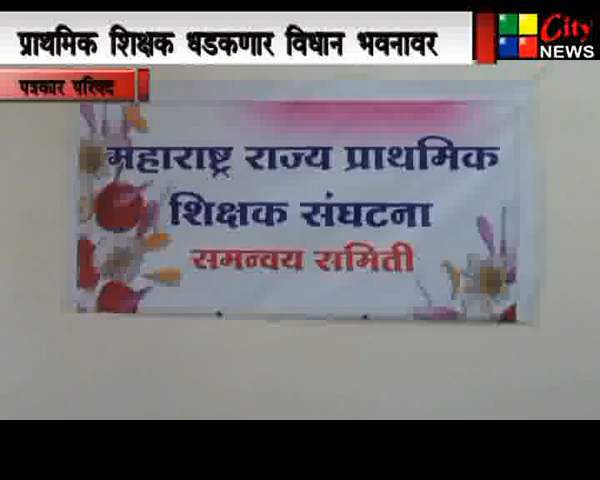 प्राथमिक शिक्षक धडकणार विधान भवनावर
City
NEWS
पत्रकार परिषद
महाराष्ट्र राज्य प्राथमिक
शिक्षक संघटना
समन्वय समिती